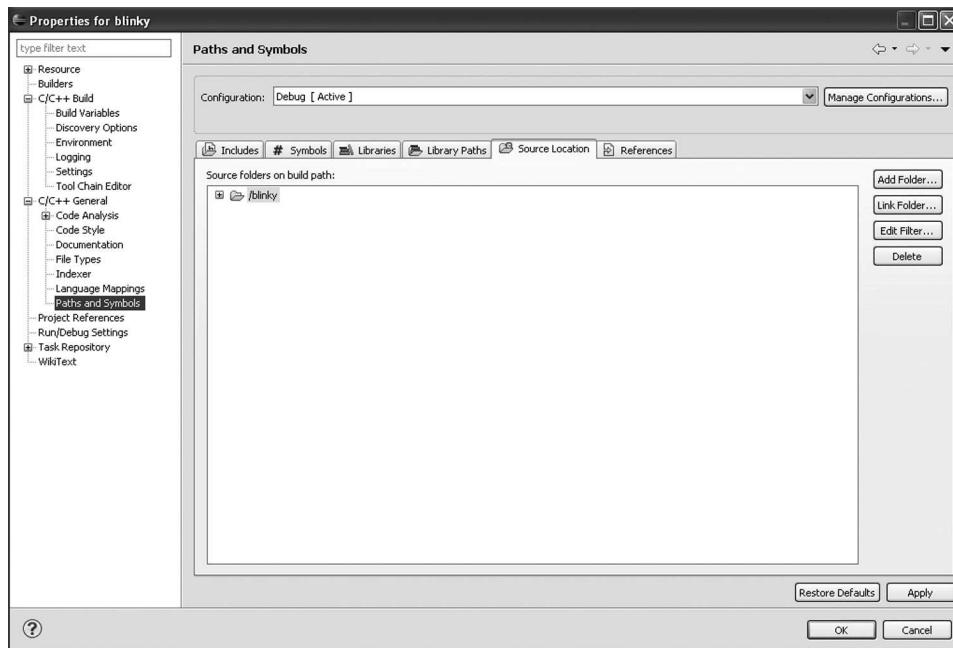 Properties for blinky
type filter text
Resource
Builders
C/C++ Build
Build Variables
Discovery Options
Environment
Logging
Settings
Tool Chain Editor
C/C++ General
Code Analysis
Code Style
Documentation
File Types
Indexer
Language Mappings
Paths and Symbols
Project References
Run/Debug Settings
Task Repository
WikiText
Paths and Symbols
Configuration: Debug [ Active ] Manage Configurations...
Includes # Symbols Libraries Library Paths Source Location References
Source folders on build path:
/blinky
Add Folder...
Link Folder...
Edit Filter...
Delete
Restore Defaults Apply
? OK Cancel